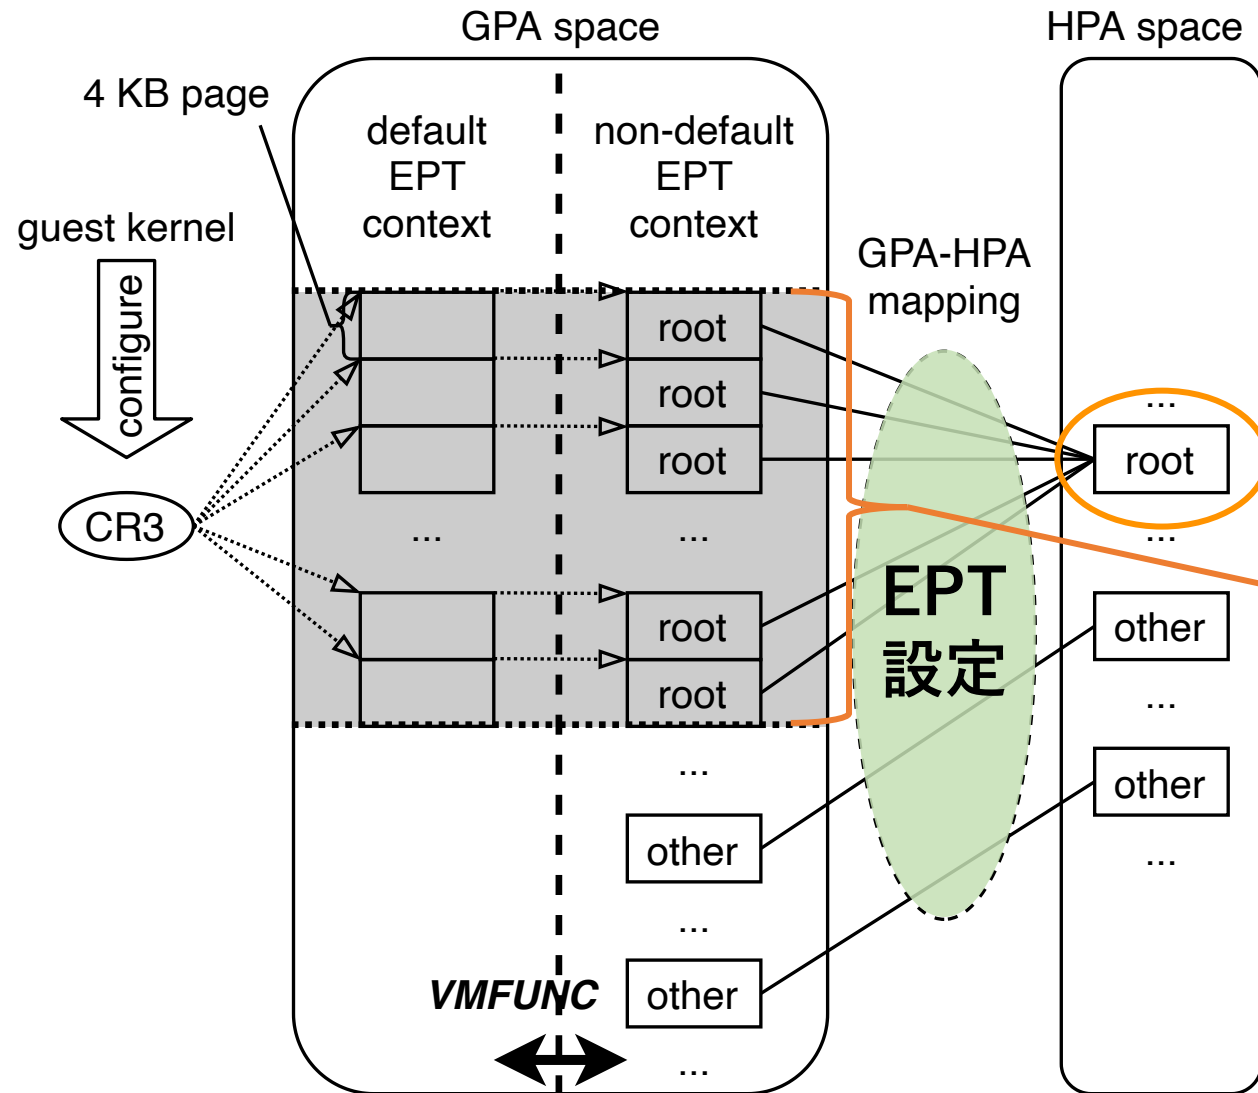 GPA space
HPA space
4 KB page
default
EPT
context
non-default
EPT
context
guest kernel
configure
GPA-HPA
mapping
root
root
root
...
...
root
root
...
other
...
other
...
CR3
VMFUNC
EPT
設定
...
root
...
other
...
other
...